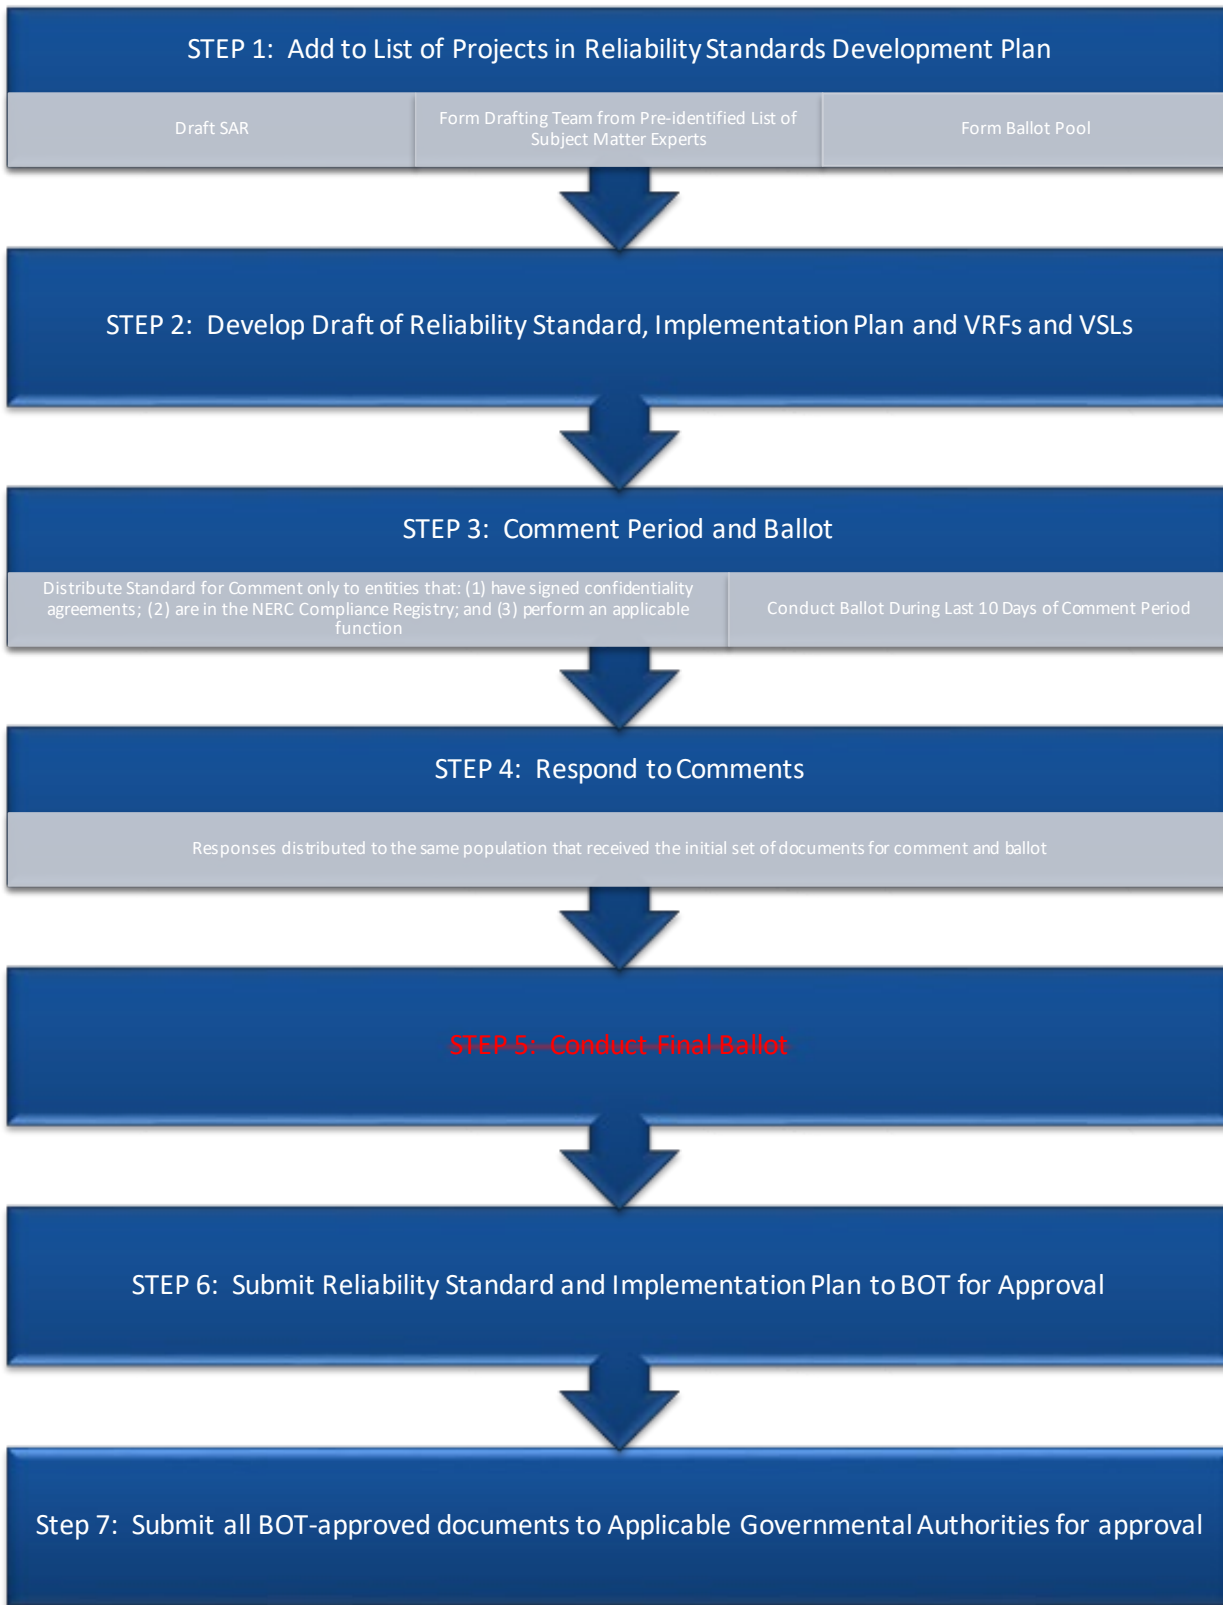 STEP 1: Add to List of Projects in Reliability Standards Development Plan
Draft SAR
Form Drafting Team from Pre-identified List of
Subject Matter Experts
Form Ballot Pool
STEP 2: Develop Draft of Reliability Standard, Implementation Plan and VRFs and VSLs
STEP 3: Comment Period and Ballot
Distribute Standard for Comment only to entities that: (1) have signed confidentiality
agreements; (2) are in the NERC Compliance Registry; and (3) perform an applicable
function
Conduct Ballot During Last 10 Days of Comment Period
STEP 4: Respond to Comments
Responses distributed to the same population that received the initial set of documents for comment and ballot
STEP 5: Conduct Final Ballot
STEP 6: Submit Reliability Standard and Implementation Plan to BOT for Approval
Step 7: Submit all BOT-approved documents to Applicable Governmental Authorities for approval